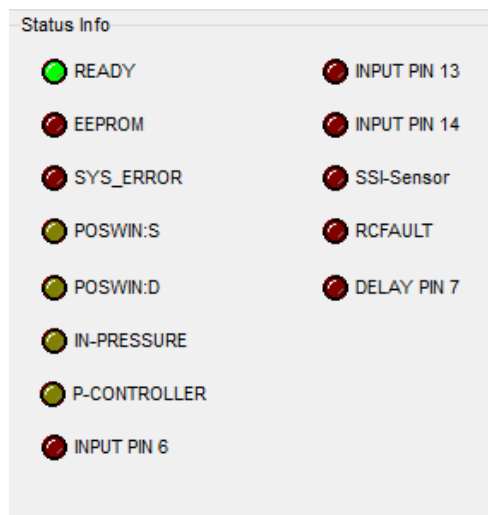 Status Info
READY
EEPROM
SYS_ERROR
POSWIN:S
POSWIN:D
IN-PRESSURE
P-CONTROLLER
INPUT PIN 6
INPUT PIN 13
INPUT PIN 14
SSI-Sensor
RCFAULT
DELAY PIN 7